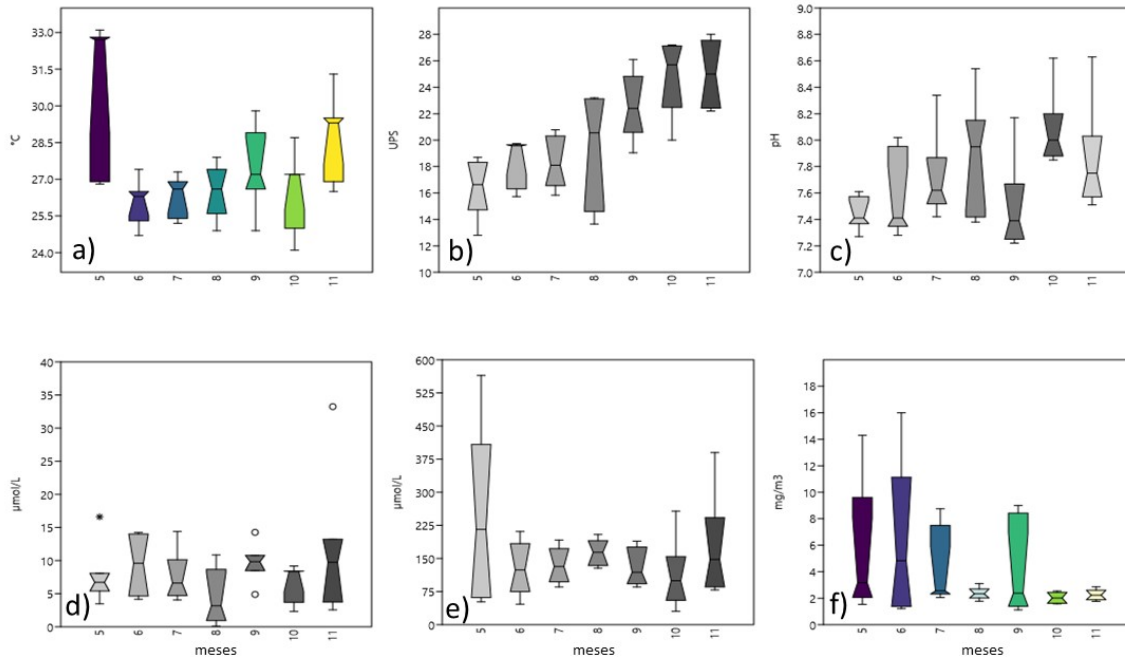 °C
33.0
31.5
30.0
28.5
27.0
25.5
24.0
a)
5 6 7 8 9 10 11
UPS
28
26
24
22
20
18
16
14
12
10
b)
5 6 7 8 9 10 11
pH
9.0
8.8
8.6
8.4
8.2
8.0
7.8
7.6
7.4
7.2
7.0
c)
5 6 7 8 9 10 11
µmol/L
40
35
30
25
20
15
10
5
0
d)
5 6 7 8 9 10 11
meses
µmol/L
600
525
450
375
300
225
150
75
0
e)
5 6 7 8 9 10 11
meses
mg/m3
18
16
14
12
10
8
6
4
2
0
f)
5 6 7 8 9 10 11
meses